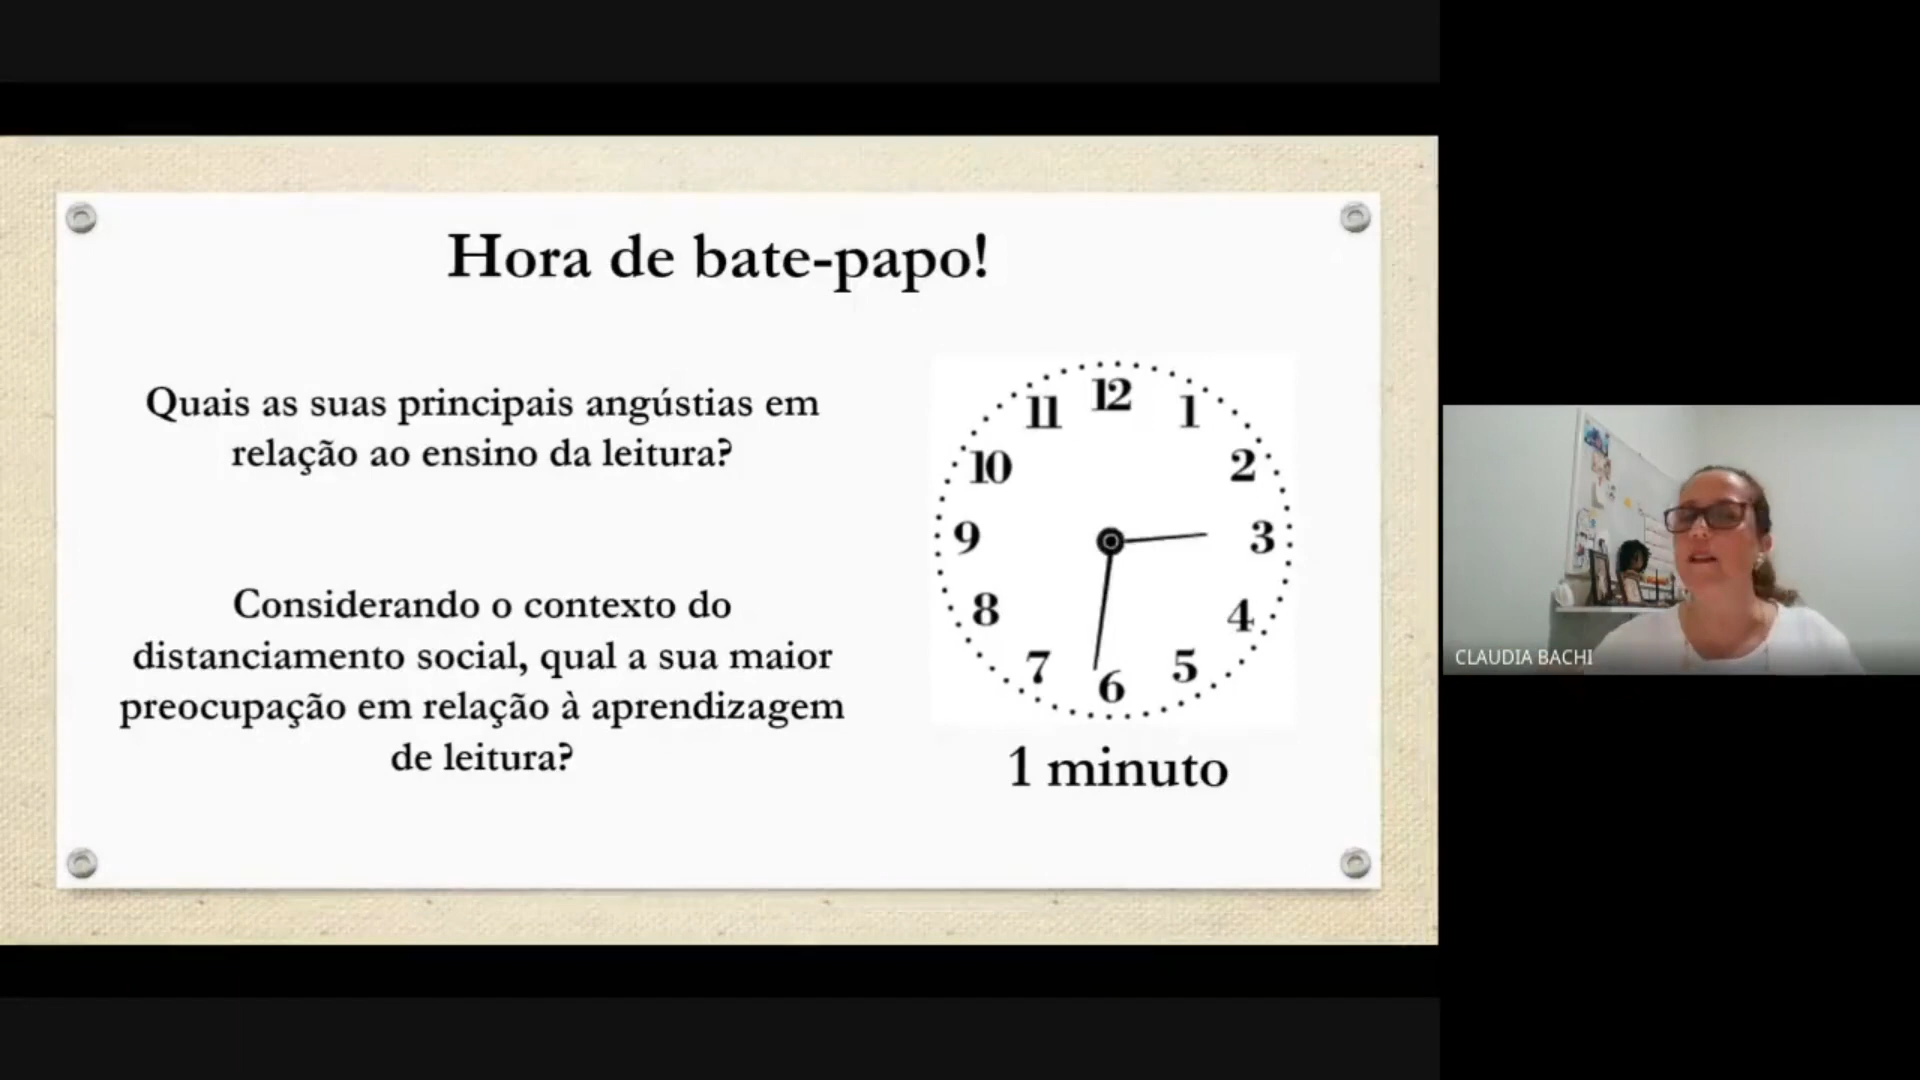 Hora de bate-papo!
Quais as suas principais angústias em
relação ao ensino da leitura?
Considerando o contexto do
distanciamento social, qual a sua maior
preocupação em relação à aprendizagem
de leitura?
12
1
2
3
4
5
6
7
8
9
10
11
1 minuto
CLAUDIA BACHI